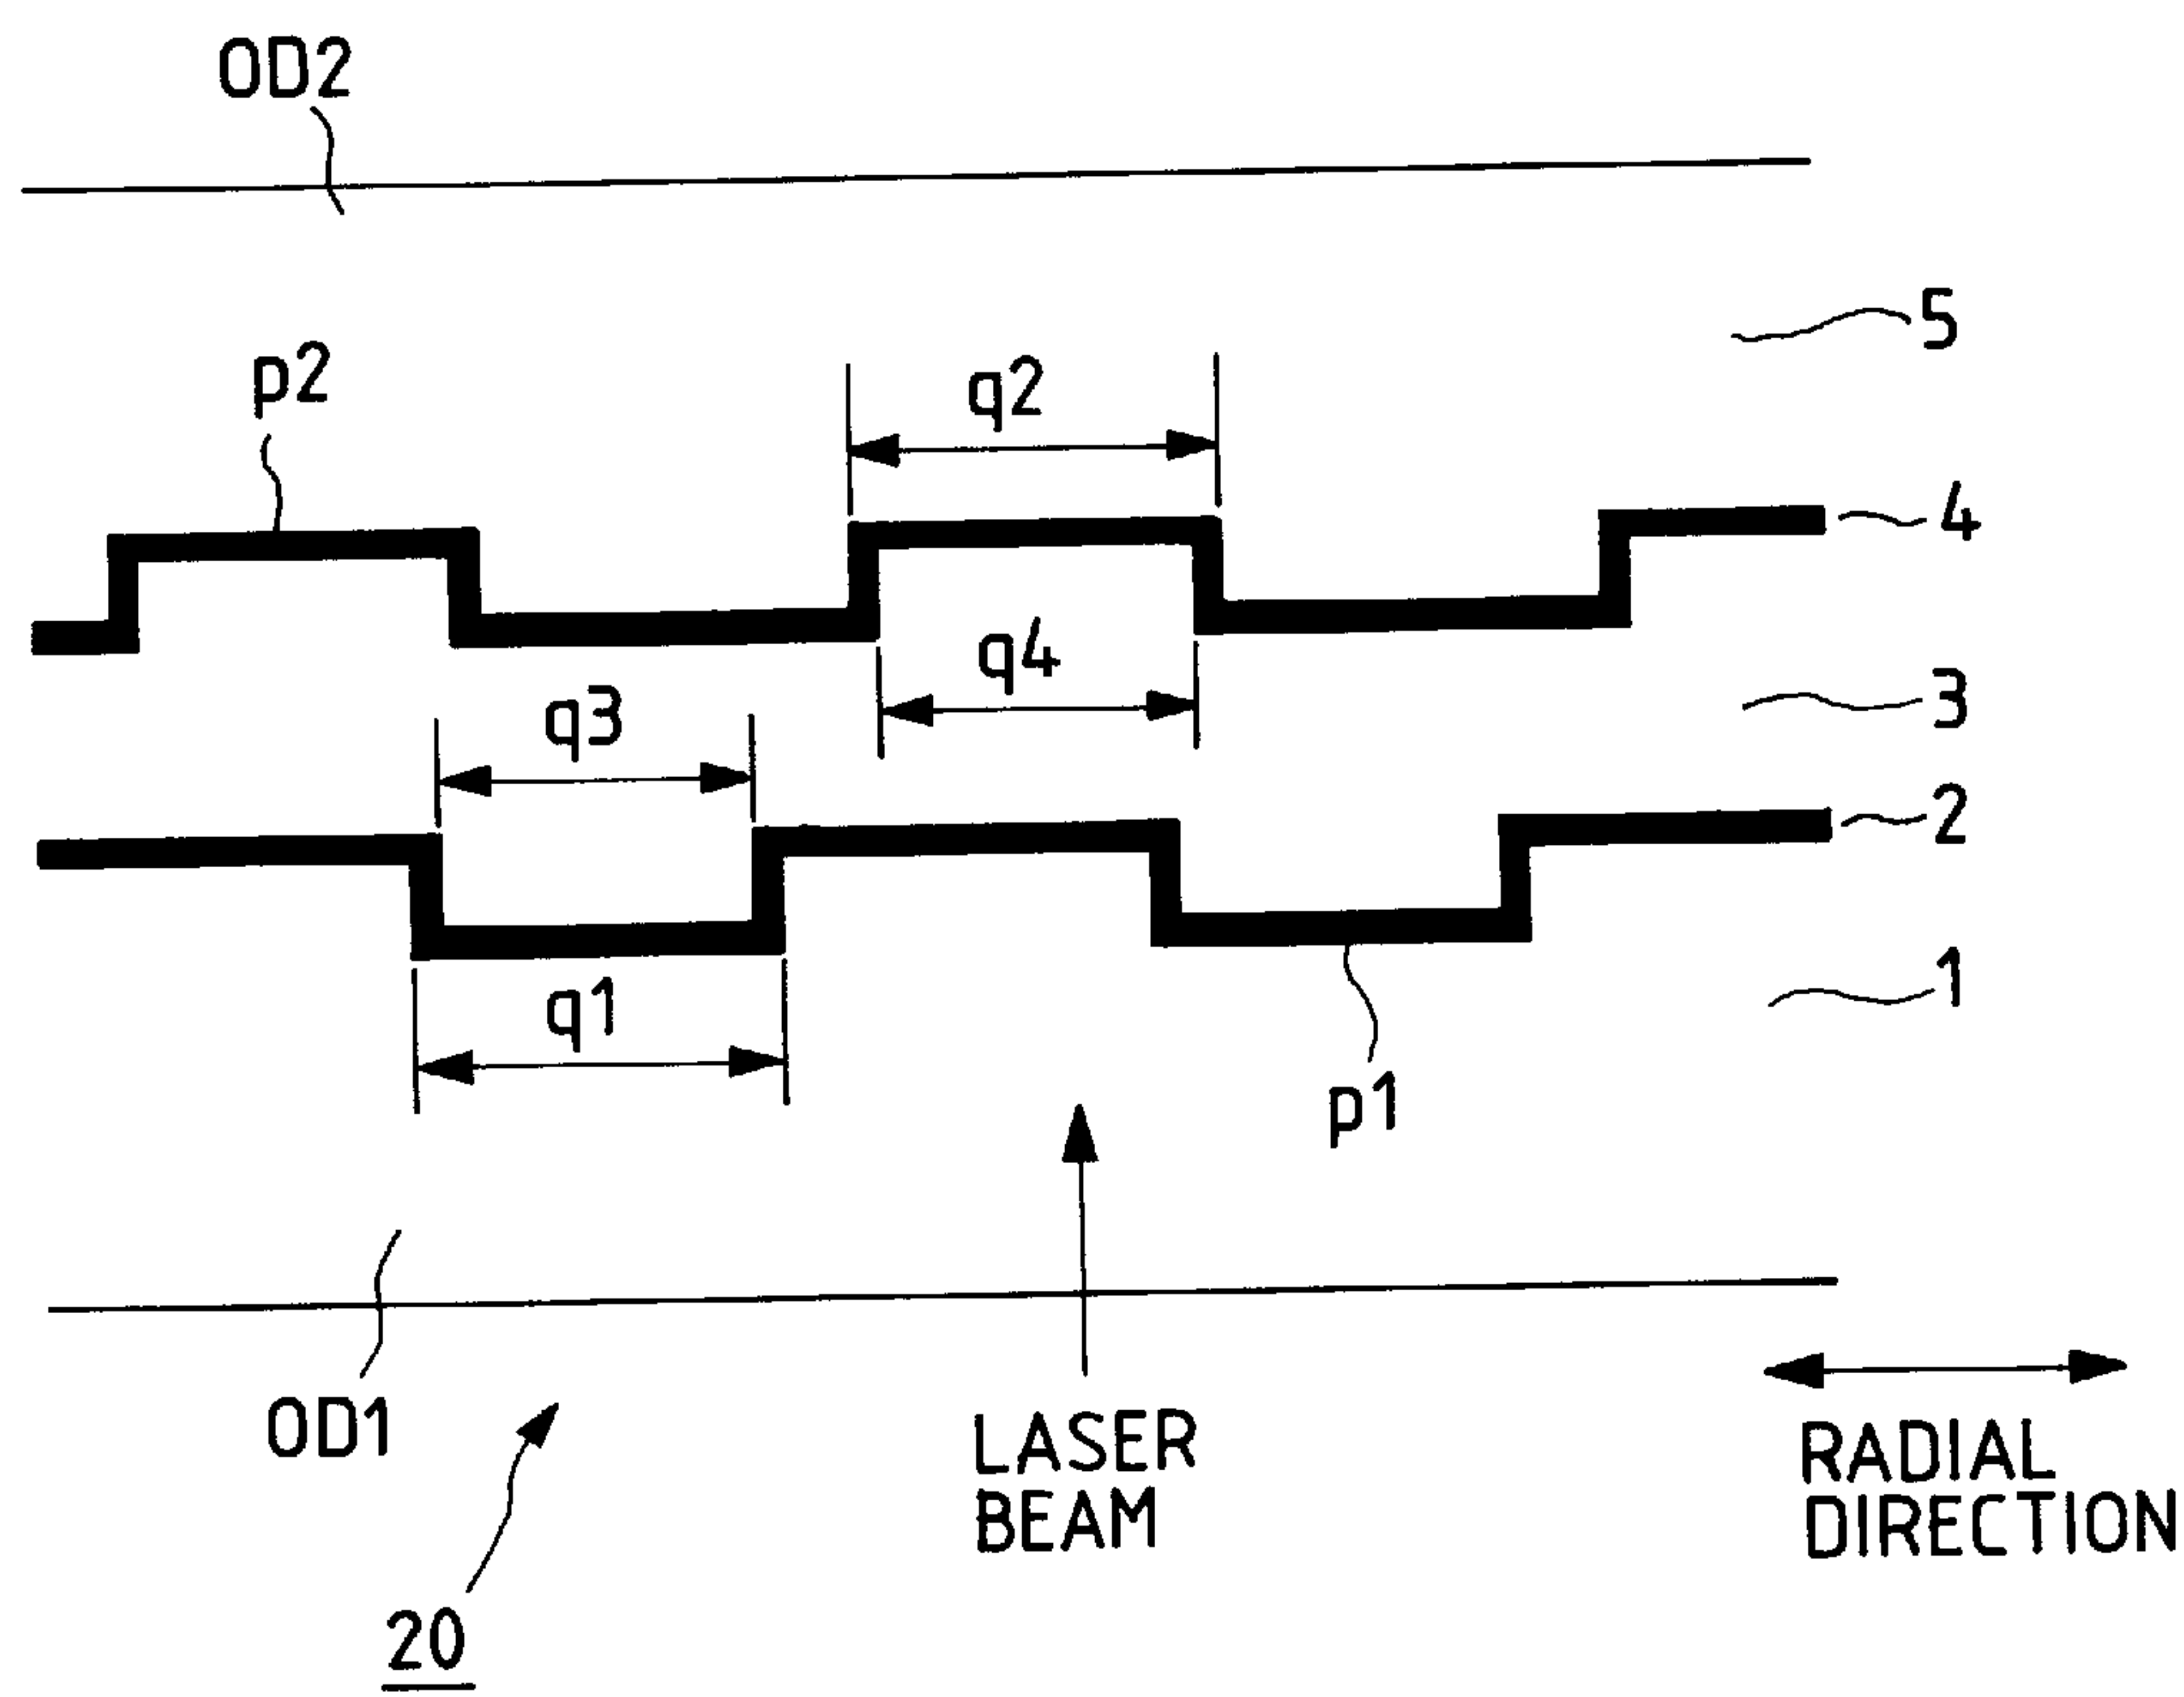 OD2
5
p2
q2
4
q4
3
q3
2
1
q1
p1
OD1
LASER
BEAM
RADIAL
DIRECTION
20